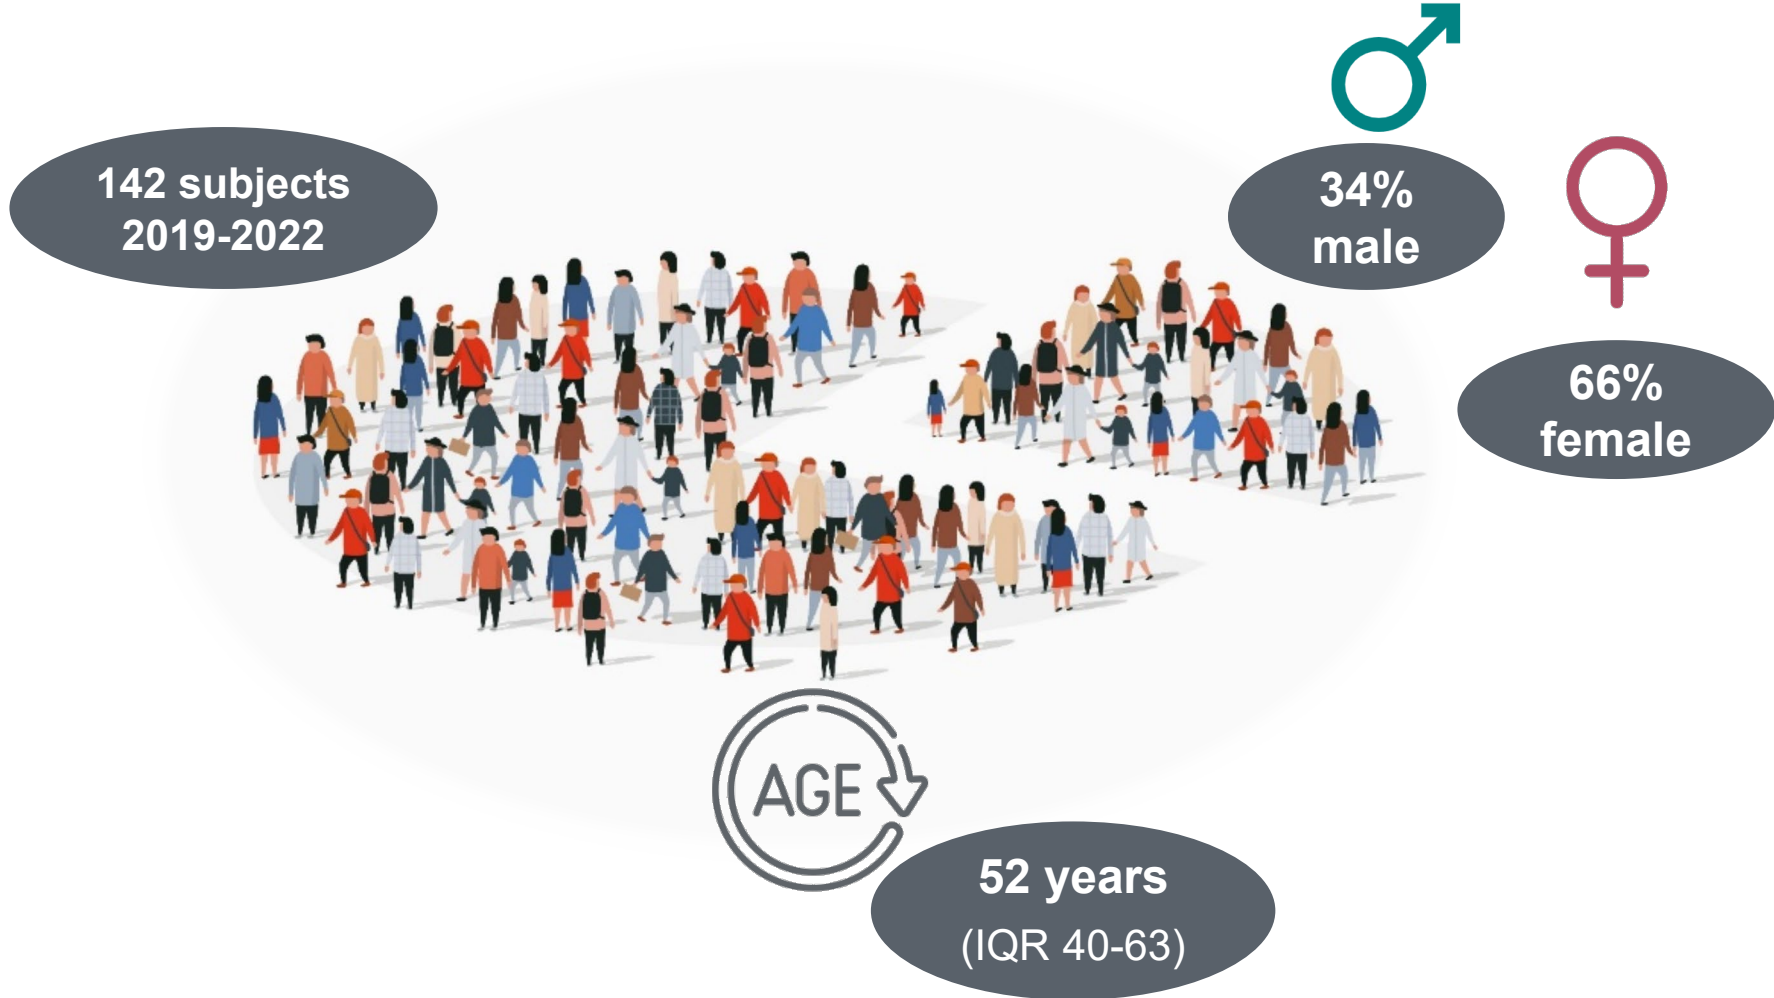 142 subjects
2019-2022
34%
male
66%
female
AGE
52 years
(IQR 40-63)